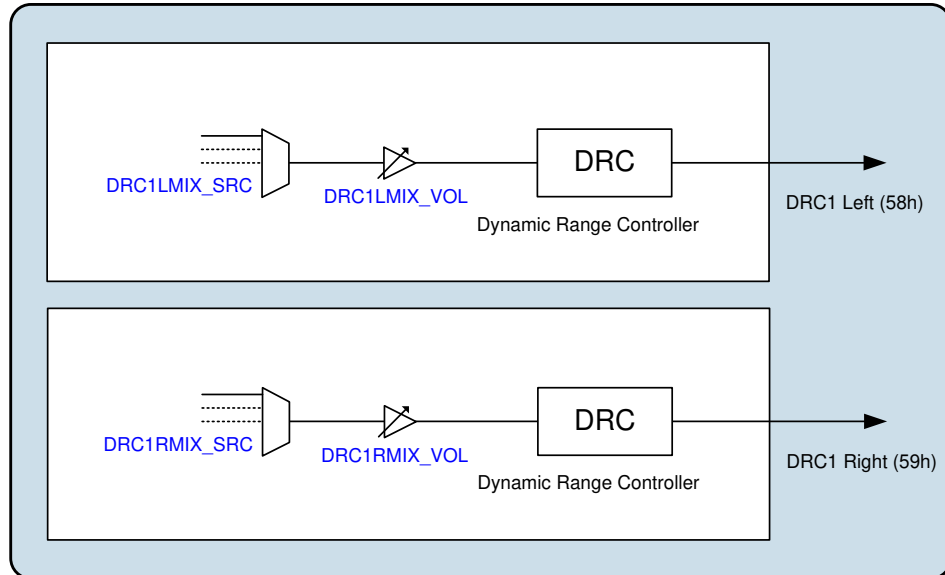 DRC
DRC1LMIX_SRC
DRC1LMIX_VOL
DRC1 Left (58h)
Dynamic Range Controller
DRC
DRC1RMIX_SRC
DRC1RMIX_VOL
DRC1 Right (59h)
Dynamic Range Controller